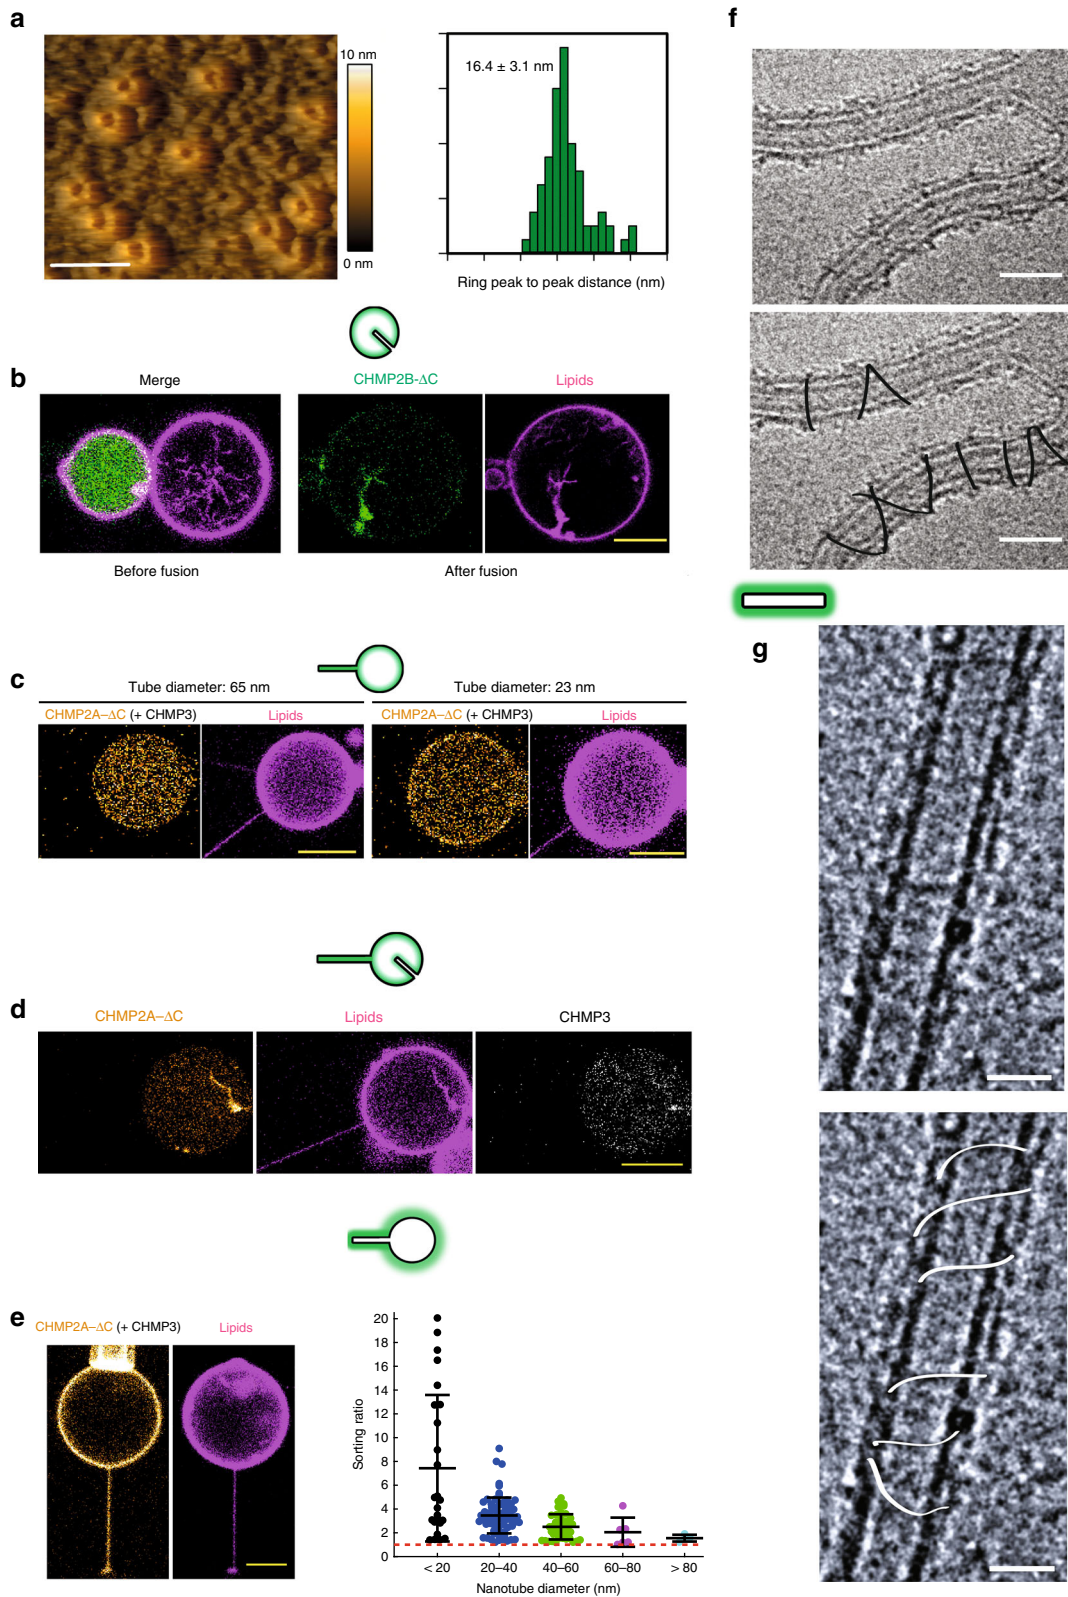 a
10 nm
0 nm
16.4 ± 3.1 nm
Ring peak to peak distance (nm)
b
Merge
CHMP2B-ΔC
Lipids
Before fusion
After fusion
c
Tube diameter: 65 nm
Tube diameter: 23 nm
CHMP2A–ΔC (+ CHMP3)
Lipids
CHMP2A–ΔC (+ CHMP3)
Lipids
d
CHMP2A–ΔC
Lipids
CHMP3
e
CHMP2A–ΔC (+ CHMP3)
Lipids
Sorting ratio
20
18
16
14
12
10
8
6
4
2
0
< 20
20–40
40–60
60–80
> 80
Nanotube diameter (nm)
f
g